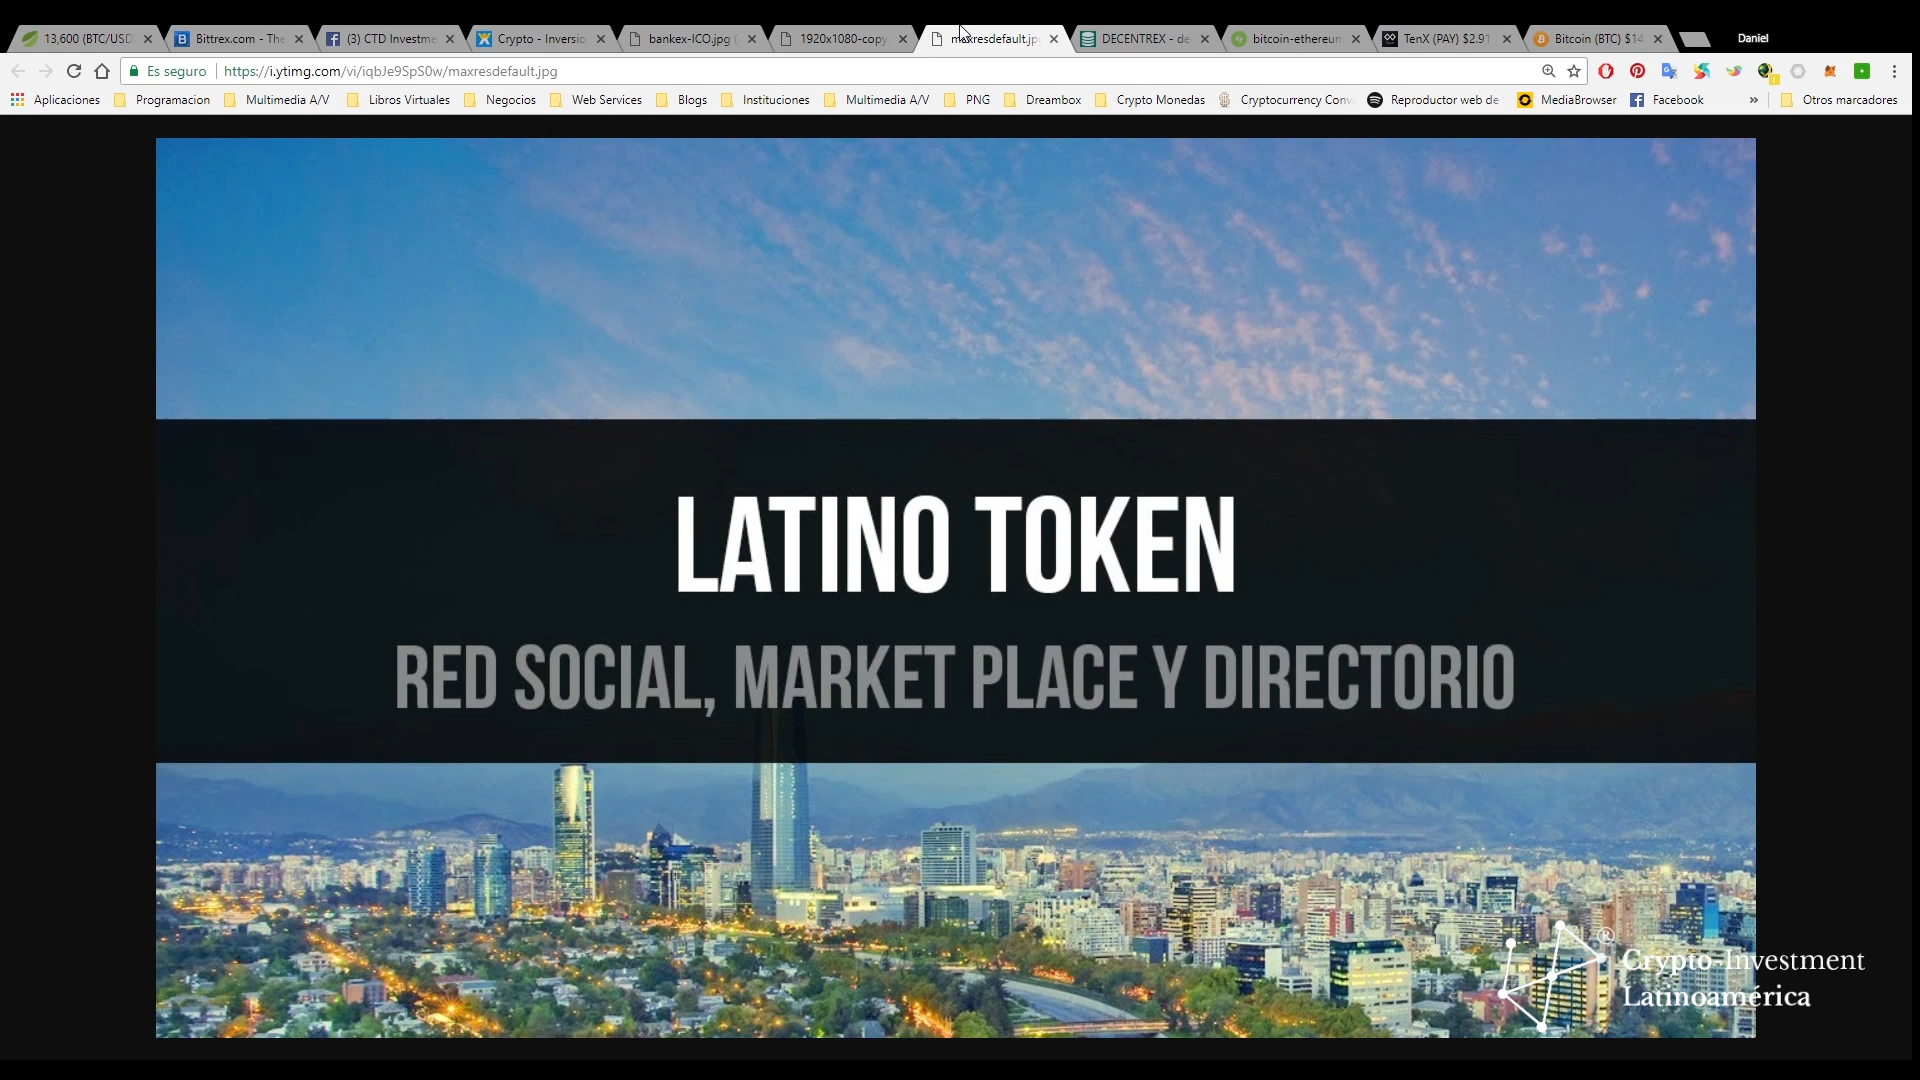 13,600 (BTC/USD
Bittrex.com - The
(3) CTD Investme
Crypto - Inversio
bankex-ICO.jpg (
1920x1080-copy-
maxresdefault.jp
DECENTREX - de
bitcoin-ethereum
TenX (PAY) $2.91
Bitcoin (BTC) $14
Daniel
Es seguro
https://i.ytimg.com/vi/iqbJe9SpS0w/maxresdefault.jpg
Aplicaciones
Programacion
Multimedia A/V
Libros Virtuales
Negocios
Web Services
Blogs
Instituciones
Multimedia A/V
PNG
Dreambox
Crypto Monedas
Cryptocurrency Conv
Reproductor web de
MediaBrowser
Facebook
»
Otros marcadores
LATINO TOKEN
RED SOCIAL, MARKET PLACE Y DIRECTORIO
®
Crypto-Investment
Latinoamérica